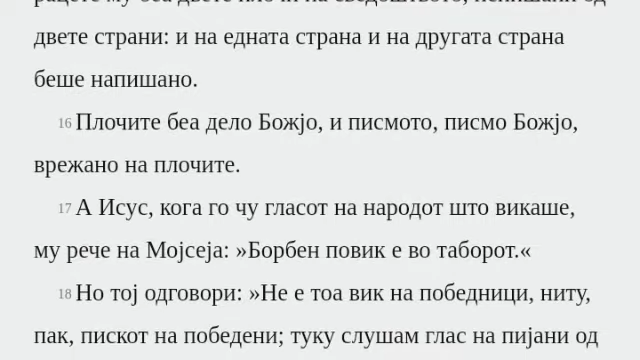 двете страни: и на едната страна и на другата страна
беше напишано.
16 Плочите беа дело Божјо, и писмото, писмо Божјо,
врежано на плочите.
17 А Исус, кога го чу гласот на народот што викаше,
му рече на Мојсеја: »Борбен повик е во таборот.«
18 Но тој одговори: »Не е тоа вик на победници, ниту,
пак, пискот на победени; туку слушам глас на пијани од